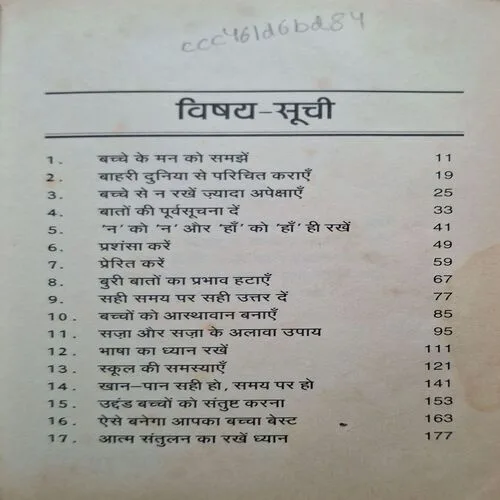 ccc461d6bd84
विषय-सूची
1. बच्चे के मन को समझें 11
2. बाहरी दुनिया से परिचित कराएँ 19
3. बच्चे से न रखें ज़्यादा अपेक्षाएँ 25
4. बातों की पूर्वसूचना दें 33
5. 'न' को 'न' और 'हाँ' को 'हाँ' ही रखें 41
6. प्रशंसा करें 49
7. प्रेरित करें 59
8. बुरी बातों का प्रभाव हटाएँ 67
9. सही समय पर सही उत्तर दें 77
10. बच्चों को आस्थावान बनाएँ 85
11. सज़ा और सज़ा के अलावा उपाय 95
12. भाषा का ध्यान रखें 111
13. स्कूल की समस्याएँ 121
14. खान–पान सही हो, समय पर हो 141
15. उद्दंड बच्चों को संतुष्ट करना 153
16. ऐसे बनेगा आपका बच्चा बेस्ट 163
17. आत्म संतुलन का रखें ध्यान 177